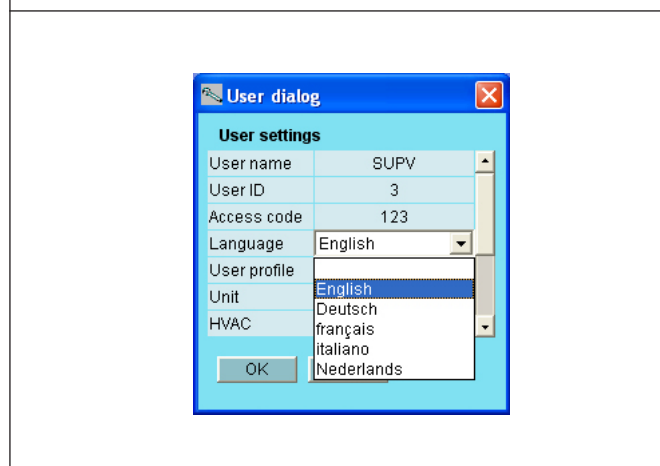 User dialog
User settings
User name SUPV
User ID 3
Access code 123
Language English
User profile
Unit English
Deutsch
HVAC français
italiano
OK Nederlands